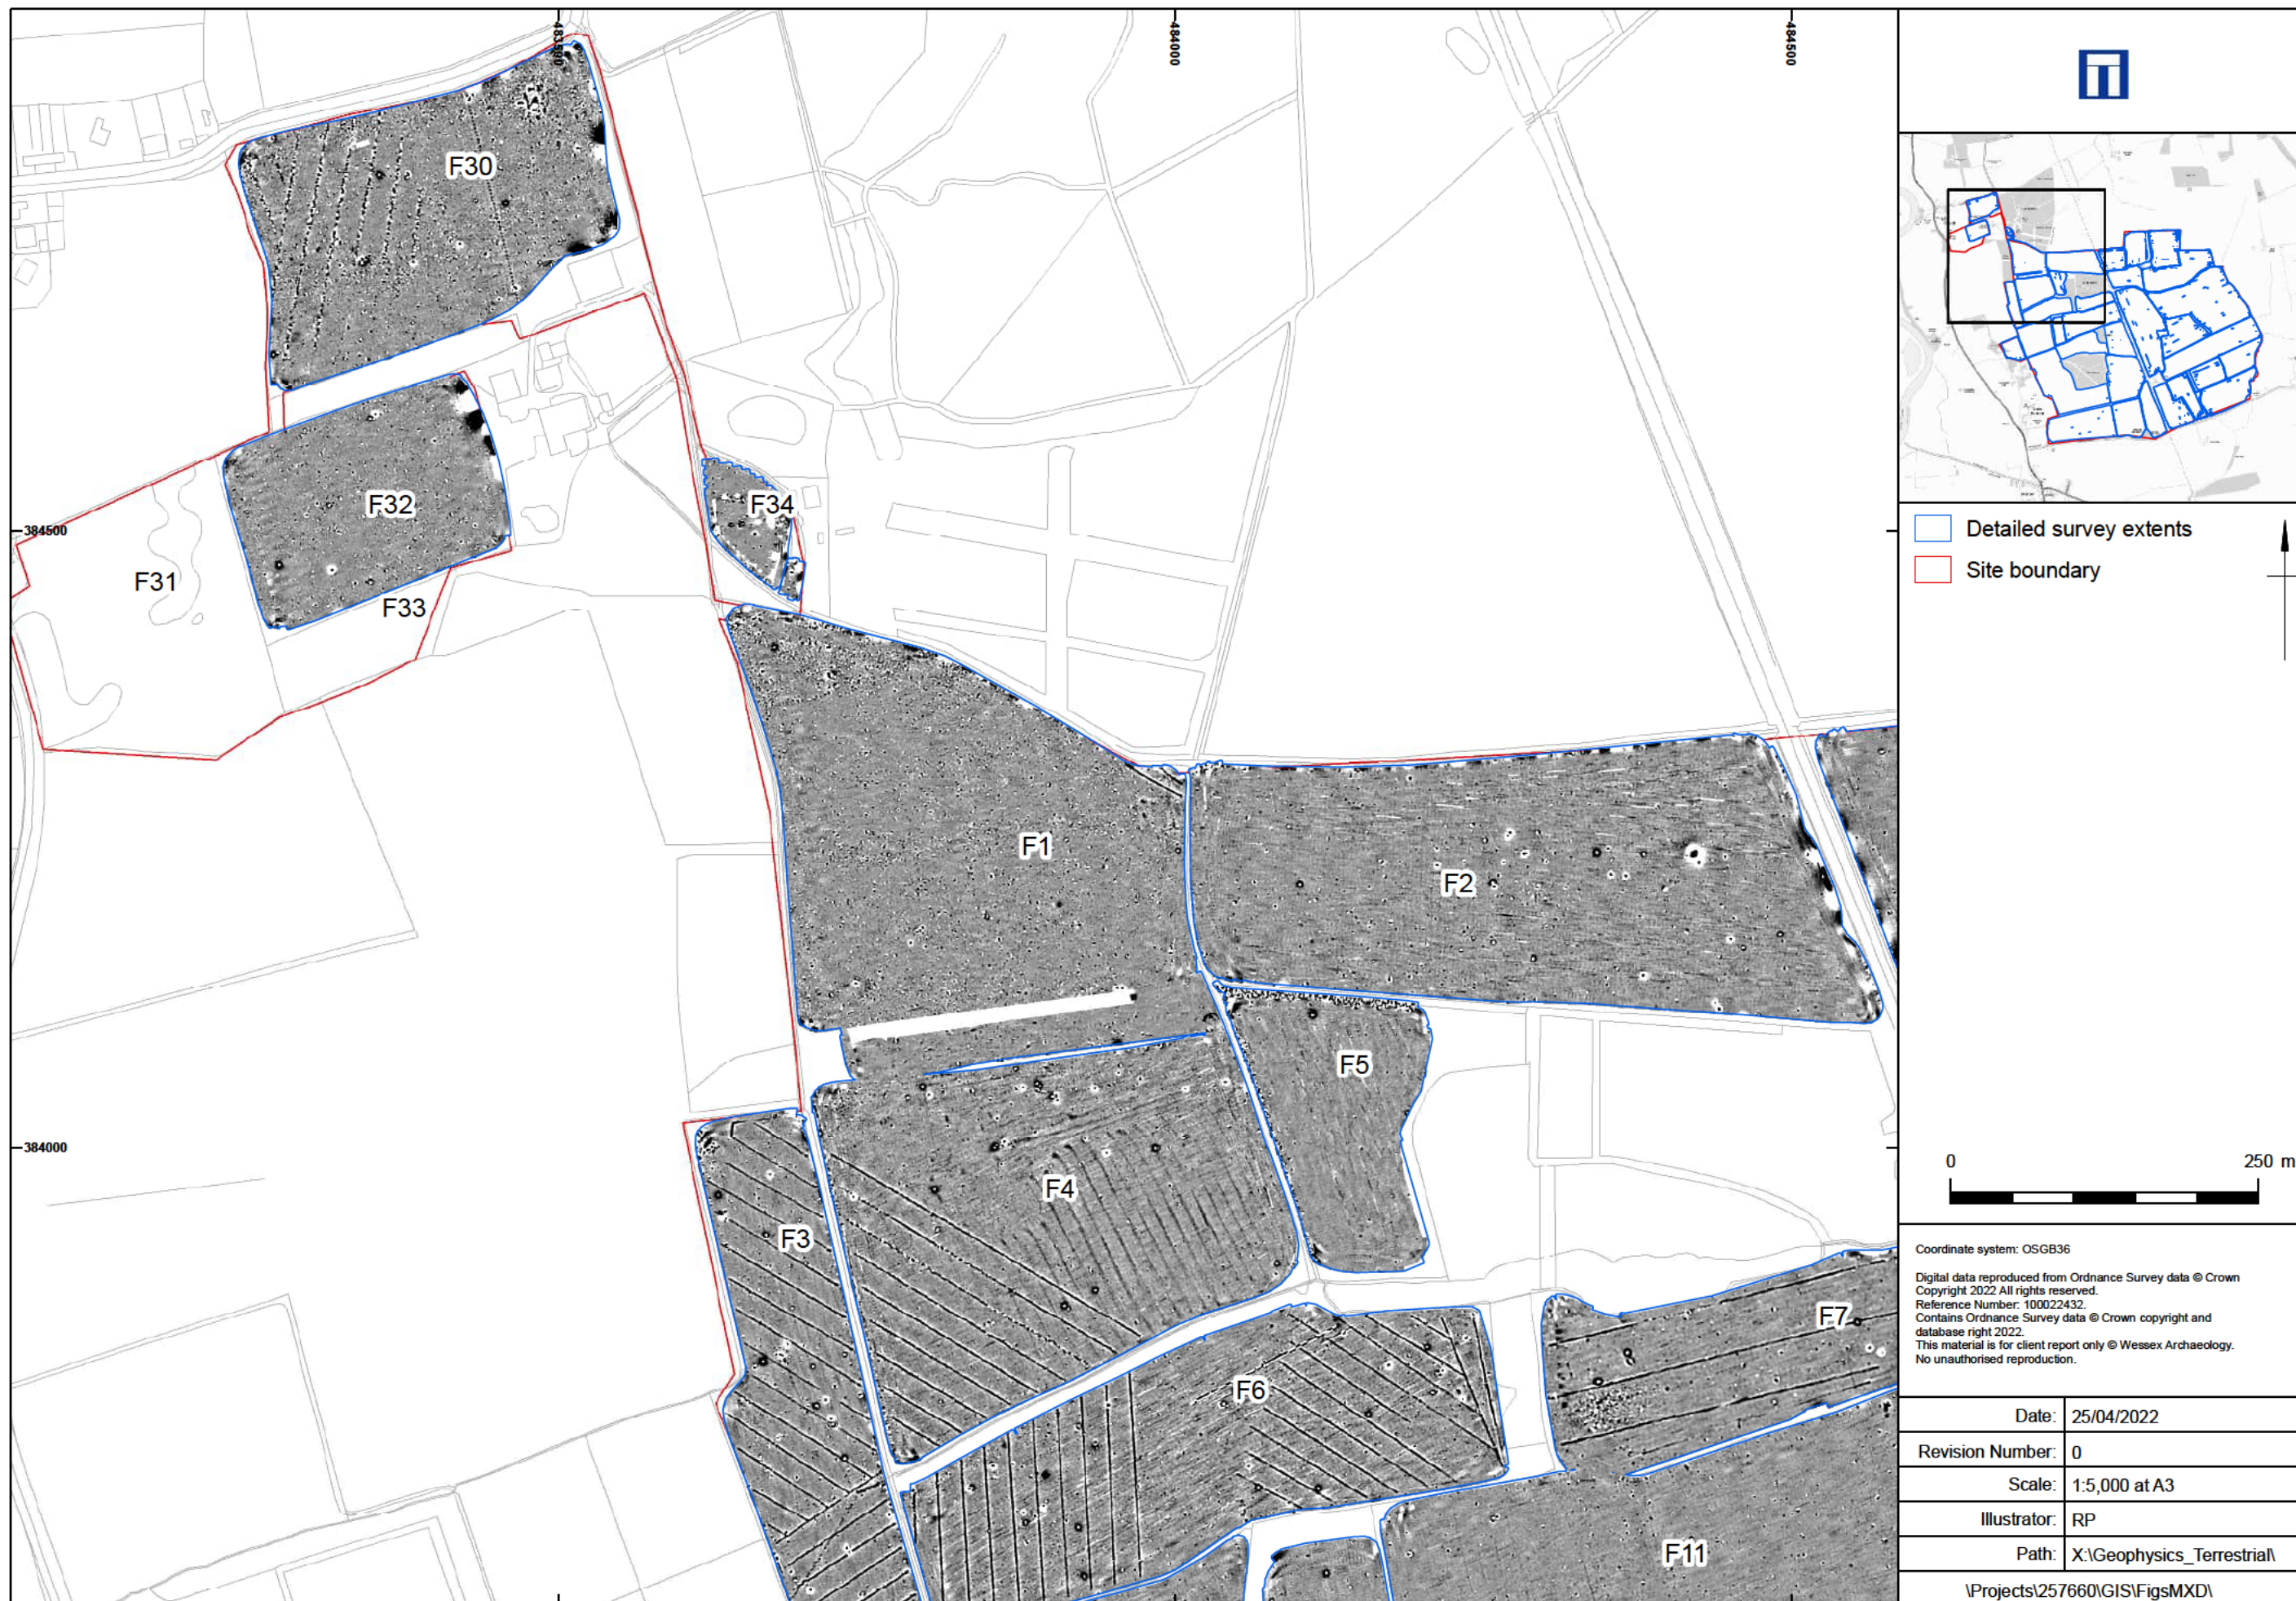 483500
484000
484500
F30
F32
F34
384500
F31
F33
F1
F2
F5
384000
F4
F3
F7
F6
F11
Detailed survey extents
Site boundary
0 250 m
Coordinate system: OSGB36
Digital data reproduced from Ordnance Survey data © Crown
Copyright 2022 All rights reserved.
Reference Number: 100022432.
Contains Ordnance Survey data © Crown copyright and
database right 2022.
This material is for client report only © Wessex Archaeology.
No unauthorised reproduction.
Date: 25/04/2022
Revision Number: 0
Scale: 1:5,000 at A3
Illustrator: RP
Path: X:\Geophysics_Terrestrial\
\Projects\257660\GIS\FigsMXD\